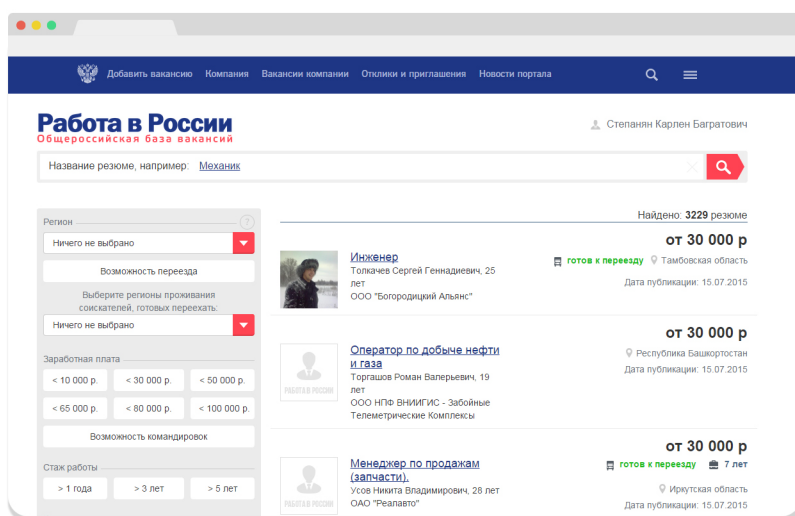 Добавить вакансию Компания Вакансии компании Отклики и приглашения Новости портала
Работа в России
Общероссийская база вакансий
Степанян Карлен Багратович
Название резюме, например: Механик
Найдено: 3229 резюме
Регион ?
Ничего не выбрано
Возможность переезда
Выберите регионы проживания
соискателей, готовых переехать:
Ничего не выбрано
Заработная плата
< 10 000 р. < 30 000 р. < 50 000 р.
< 65 000 р. < 80 000 р. < 100 000 р.
Возможность командировок
Стаж работы
> 1 года > 3 лет > 5 лет
Инженер
Толкачев Сергей Геннадиевич, 25
лет
ООО "Богородицкий Альянс"
от 30 000 р
готов к переезду Тамбовская область
Дата публикации: 15.07.2015
РАБОТА В РОССИИ
Оператор по добыче нефти
и газа
Торгашов Роман Валерьевич, 19
лет
ООО НПФ ВНИИГИС - Забойные
Телеметрические Комплексы
от 30 000 р
Республика Башкортостан
Дата публикации: 15.07.2015
РАБОТА В РОССИИ
Менеджер по продажам
(запчасти).
Усов Никита Владимирович, 28 лет
ОАО "Реалавто"
от 30 000 р
готов к переезду 7 лет
Иркутская область
Дата публикации: 15.07.2015